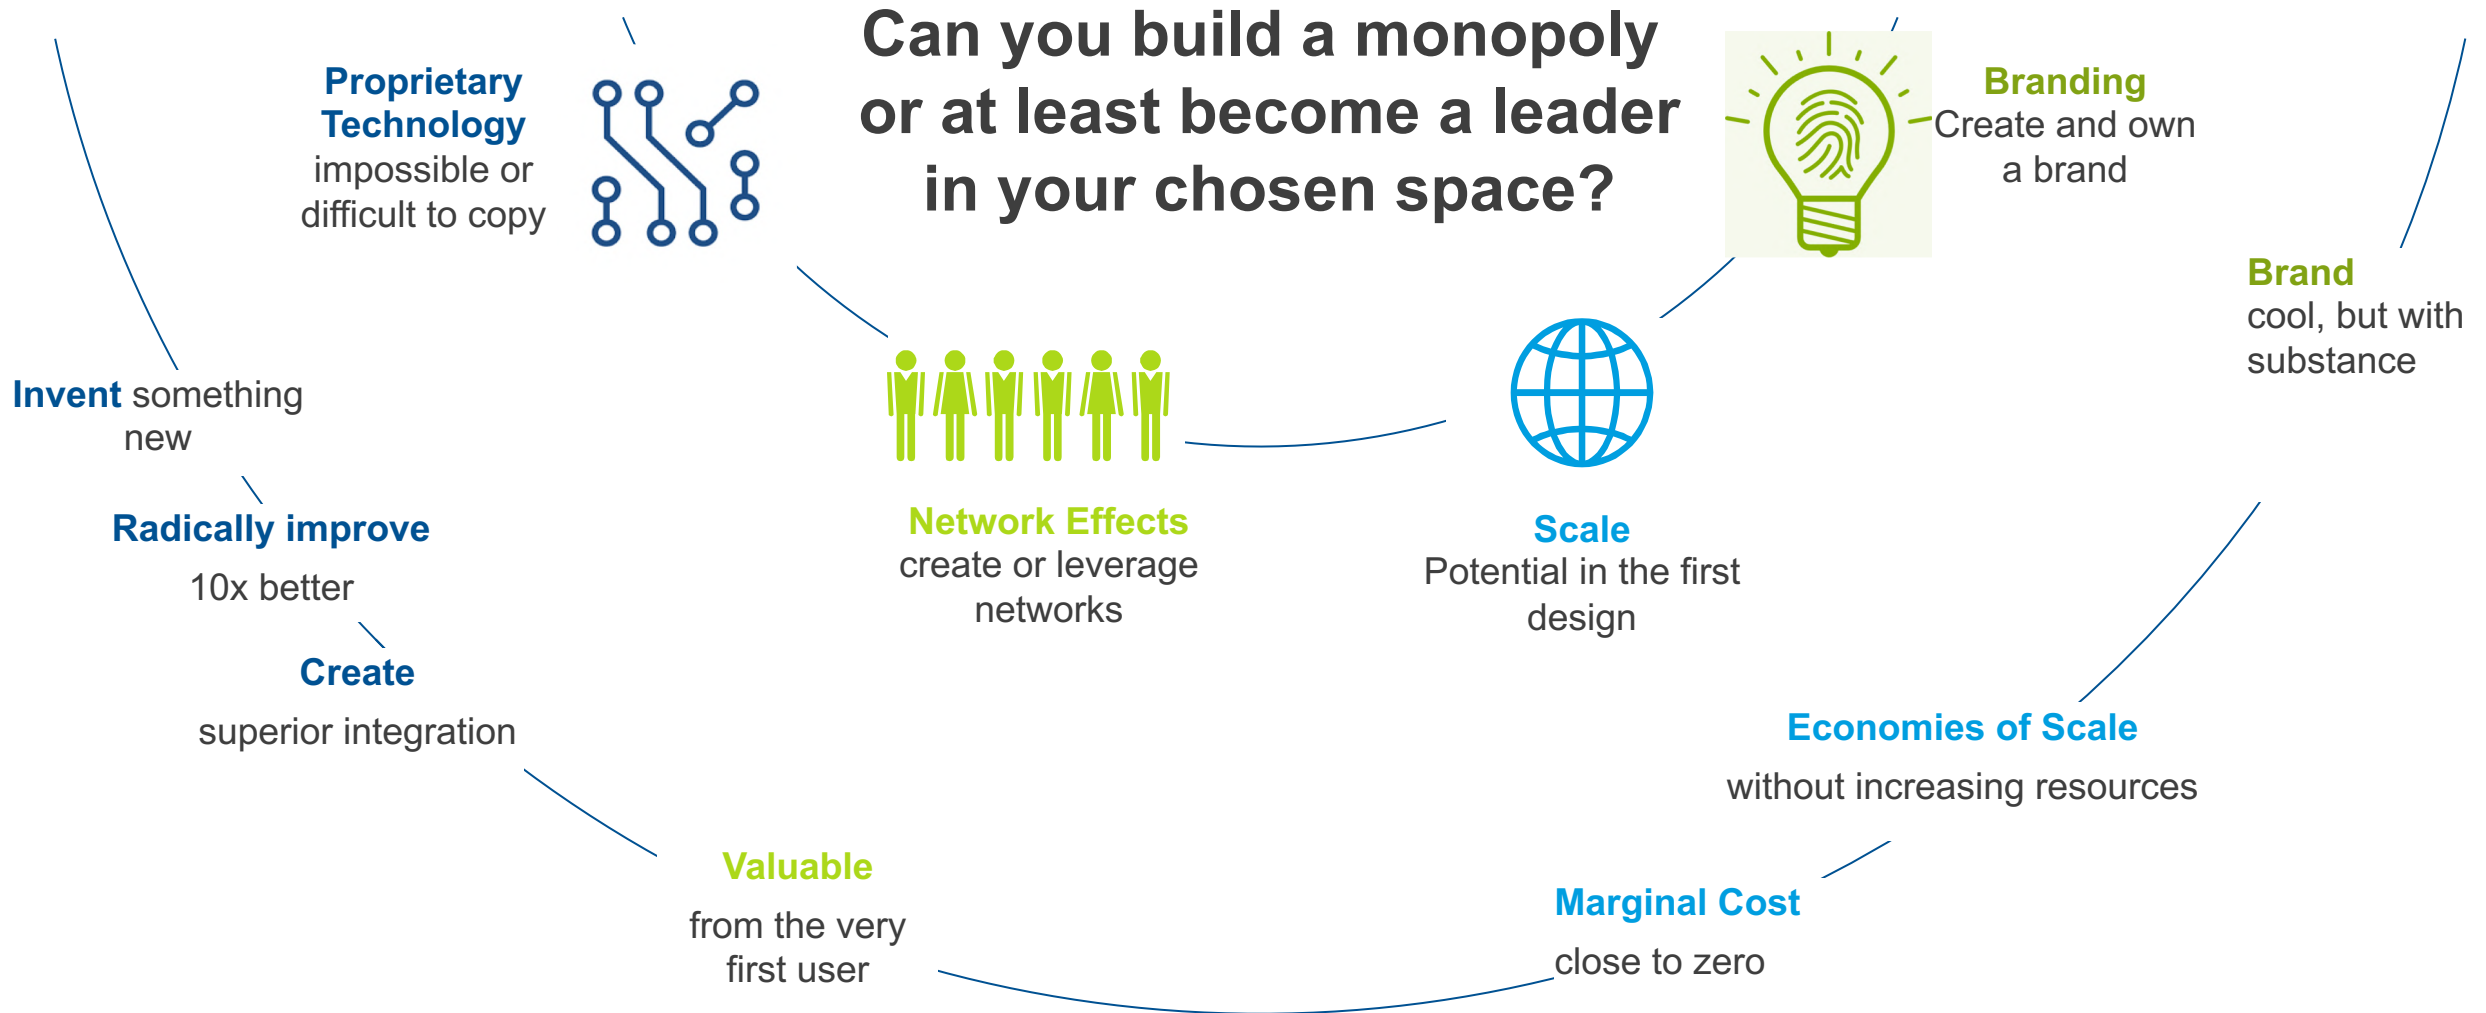 Can you build a monopoly
or at least become a leader
in your chosen space?
Proprietary
Technology
impossible or
difficult to copy
Branding
Create and own
a brand
Brand
cool, but with
substance
Invent something
new
Radically improve
10x better
Create
superior integration
Network Effects
create or leverage
networks
Scale
Potential in the first
design
Economies of Scale
without increasing resources
Valuable
from the very
first user
Marginal Cost
close to zero